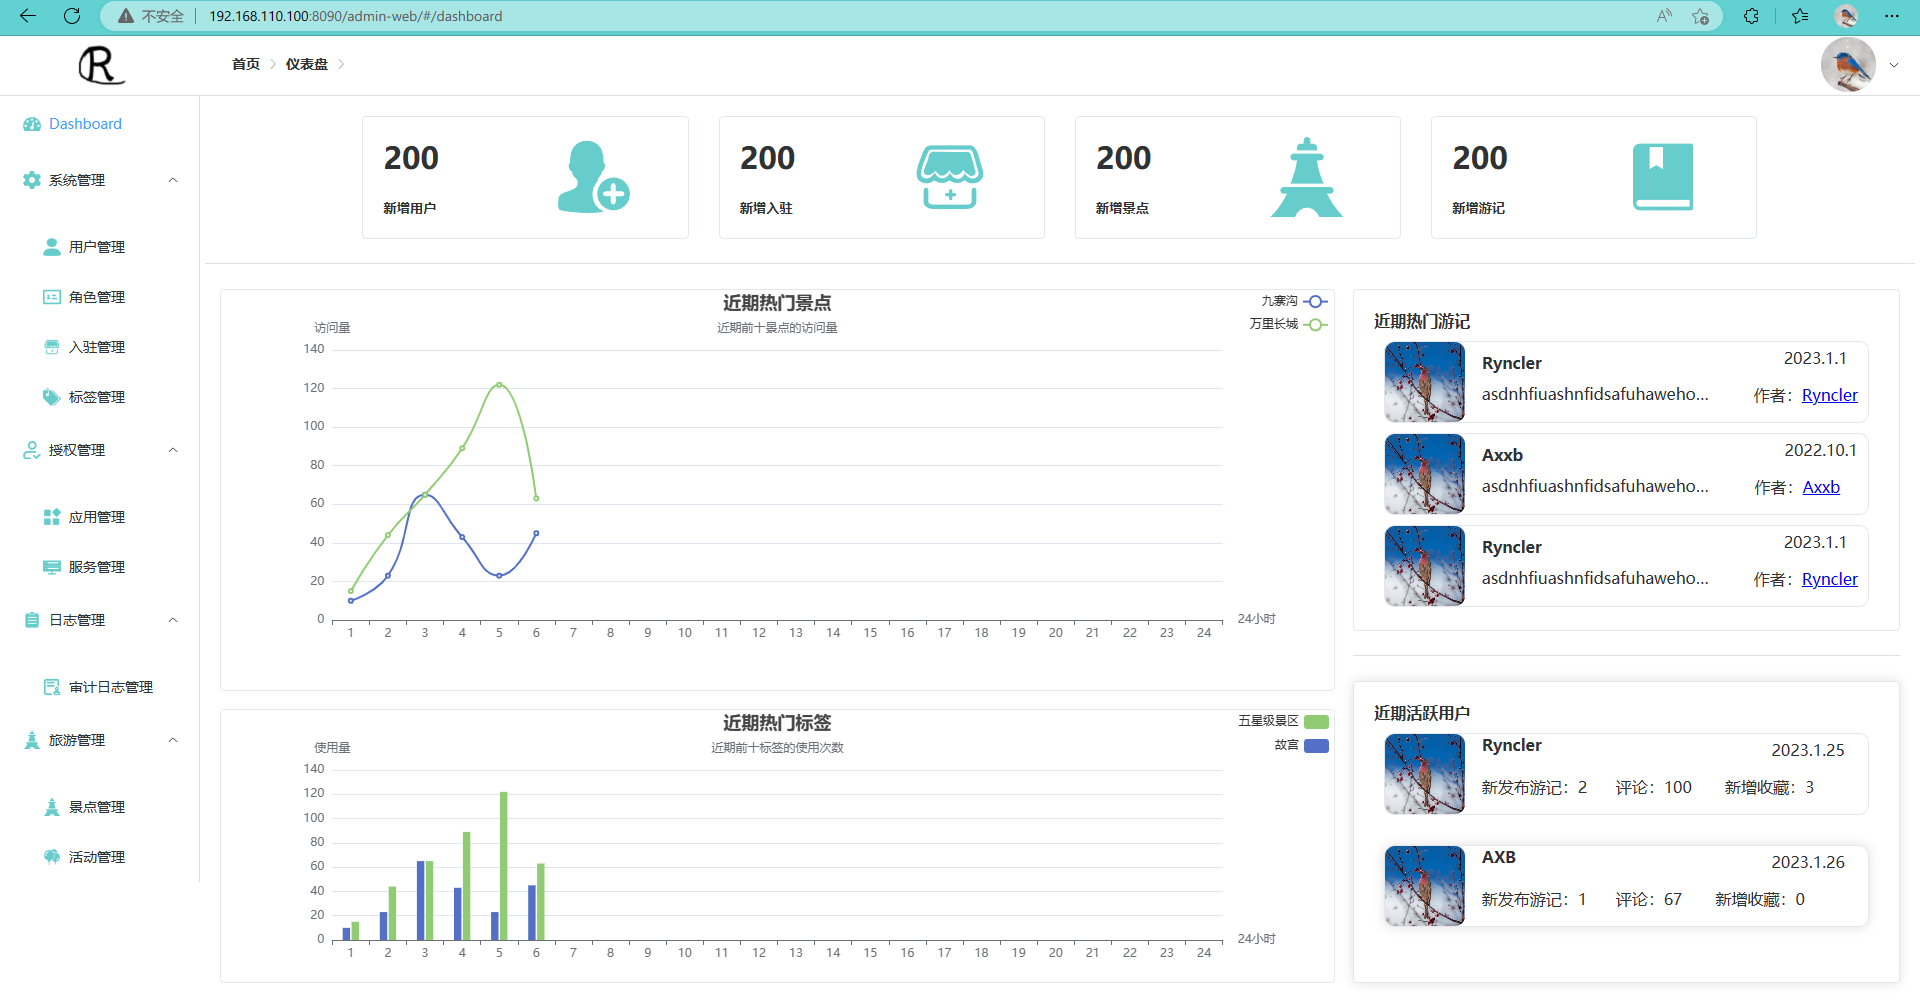 不安全
192.168.110.100:8090/admin-web/#/dashboard
R
首页 仪表盘
Dashboard
系统管理
用户管理
角色管理
入驻管理
标签管理
授权管理
应用管理
服务管理
日志管理
审计日志管理
旅游管理
景点管理
活动管理
200
新增用户
200
新增入驻
200
新增景点
200
新增游记
近期热门景点
近期前十景点的访问量
九寨沟
万里长城
访问量
140
120
100
80
60
40
20
0
1 2 3 4 5 6 7 8 9 10 11 12 13 14 15 16 17 18 19 20 21 22 23 24
24小时
近期热门标签
近期前十标签的使用次数
五星级景区
故宫
使用量
140
120
100
80
60
40
20
0
1 2 3 4 5 6 7 8 9 10 11 12 13 14 15 16 17 18 19 20 21 22 23 24
24小时
近期热门游记
Ryncler 2023.1.1
asdnhfiuashnfidsafuhaweho... 作者：Ryncler
Axxb 2022.10.1
asdnhfiuashnfidsafuhaweho... 作者：Axxb
Ryncler 2023.1.1
asdnhfiuashnfidsafuhaweho... 作者：Ryncler
近期活跃用户
Ryncler 2023.1.25
新发布游记：2 评论：100 新增收藏：3
AXB 2023.1.26
新发布游记：1 评论：67 新增收藏：0